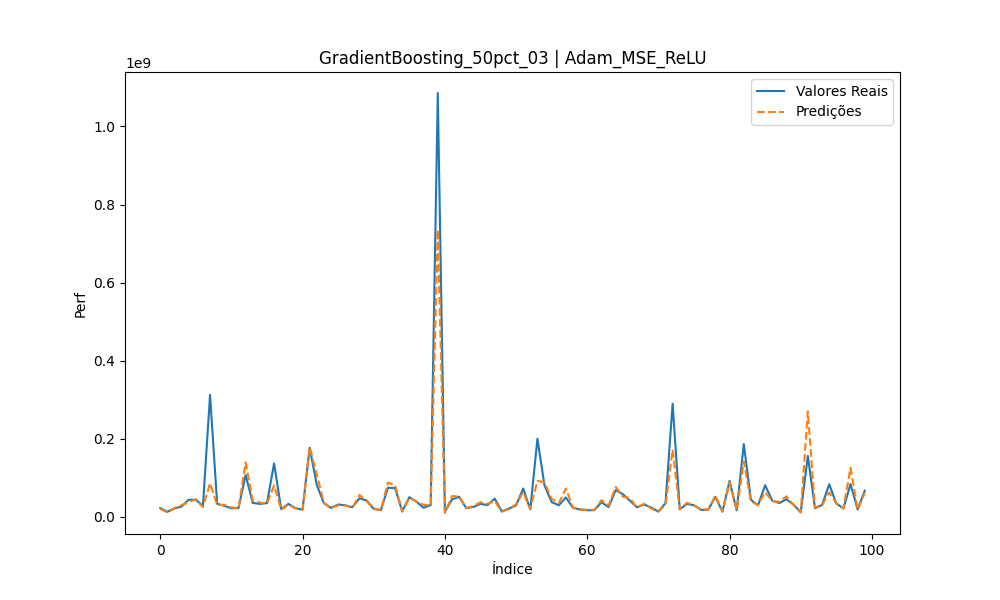 GradientBoosting_50pct_03 | Adam_MSE_ReLU
1e9
Valores Reais
Predições
1.0
0.8
0.6
0.4
0.2
0.0
Perf
0 20 40 60 80 100
Índice